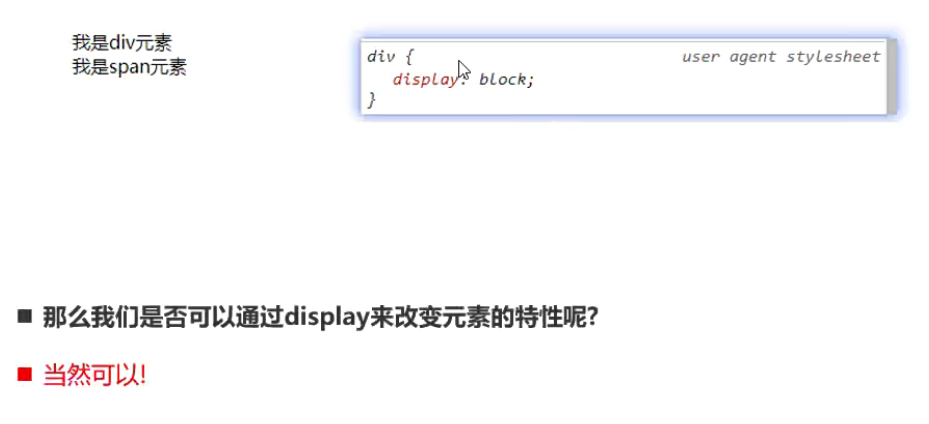 我是div元素
我是span元素
div { user agent stylesheet
display: block;
}
那么我们是否可以通过display来改变元素的特性呢?
当然可以!